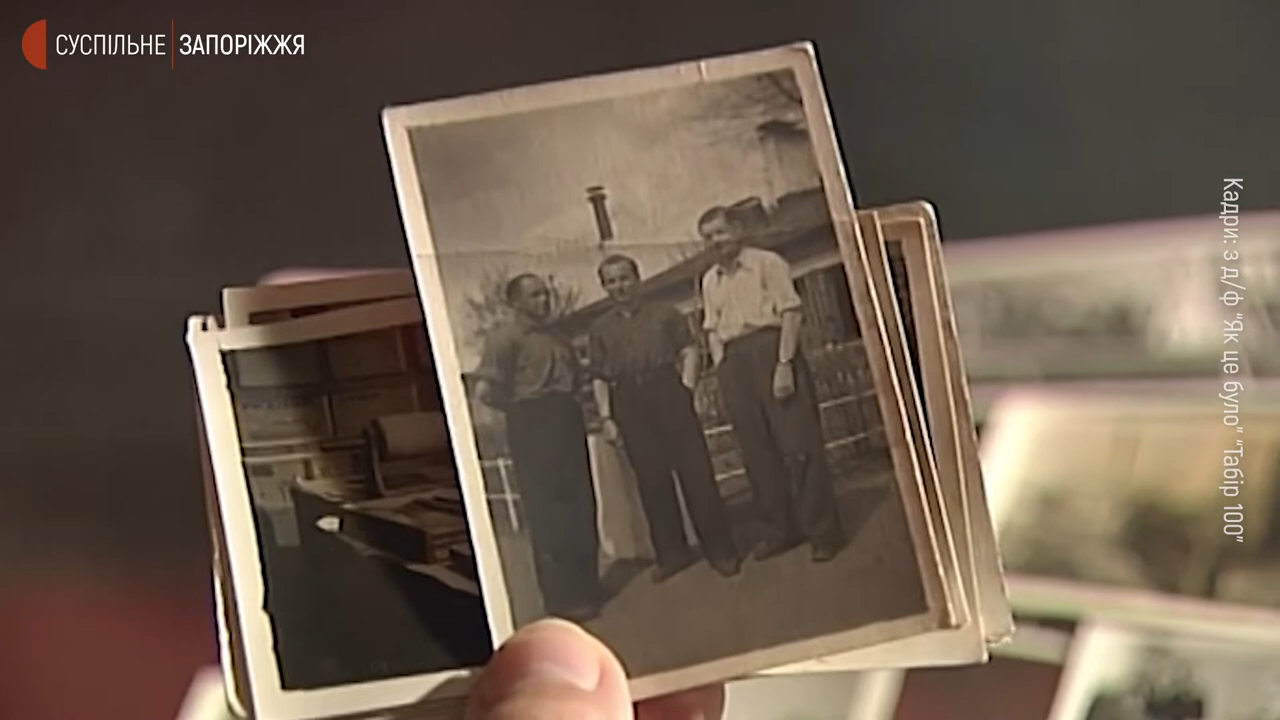 СУСПІЛЬНЕ ЗАПОРІЖЖЯ
Кадри: з д/ф "Як це було" "Табір 100"